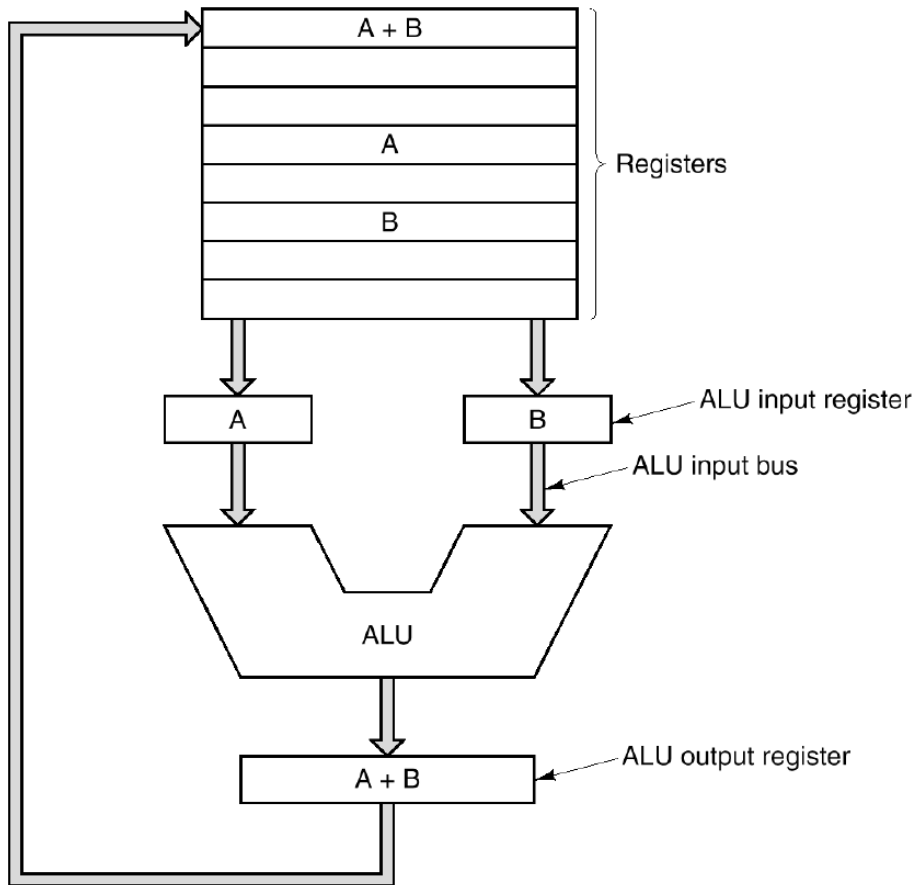 A + B
A
Registers
B
A
B
ALU input register
ALU input bus
ALU
A + B
ALU output register